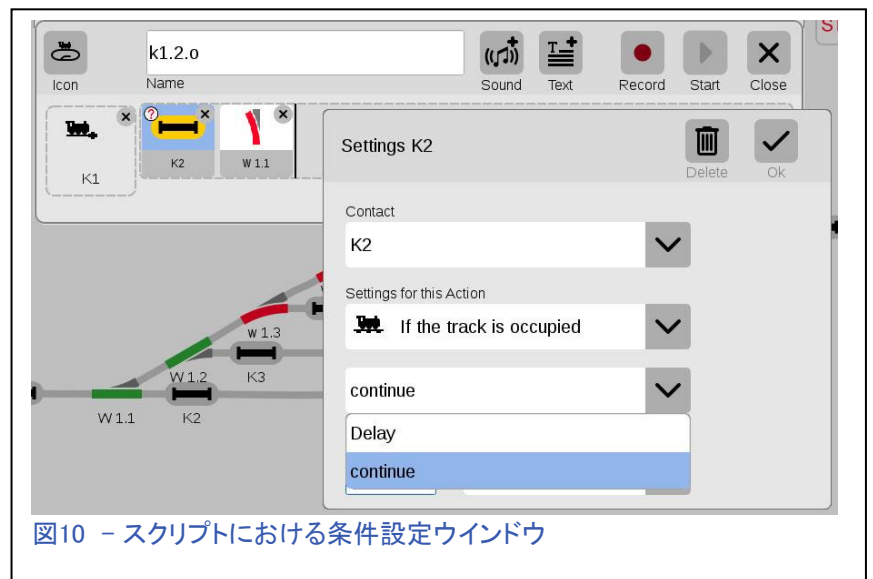 k1.2.o
Icon
Name
Sound
Text
Record
Start
Close
K1
K2
W 1.1
Settings K2
Delete
Ok
Contact
K2
Settings for this Action
If the track is occupied
continue
Delay
continue
W 1.3
W 1.2
K3
W 1.1
K2
図10 － スクリプトにおける条件設定ウインドウ